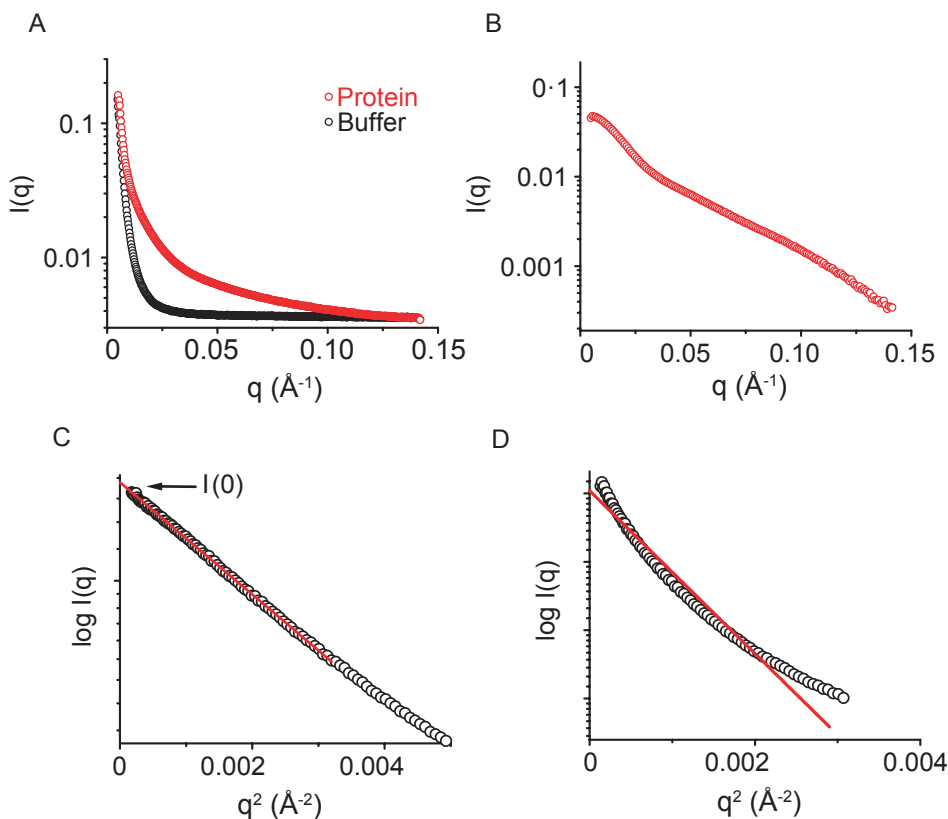 A
I(q)
0.1
0.01
Protein
Buffer
0
0.05
0.10
0.15
q (Å⁻¹)
B
I(q)
0·1
0.01
0.001
0
0.05
0.10
0.15
q (Å⁻¹)
C
log I(q)
I(0)
0
0.002
0.004
q² (Å⁻²)
D
log I(q)
0
0.002
0.004
q² (Å⁻²)